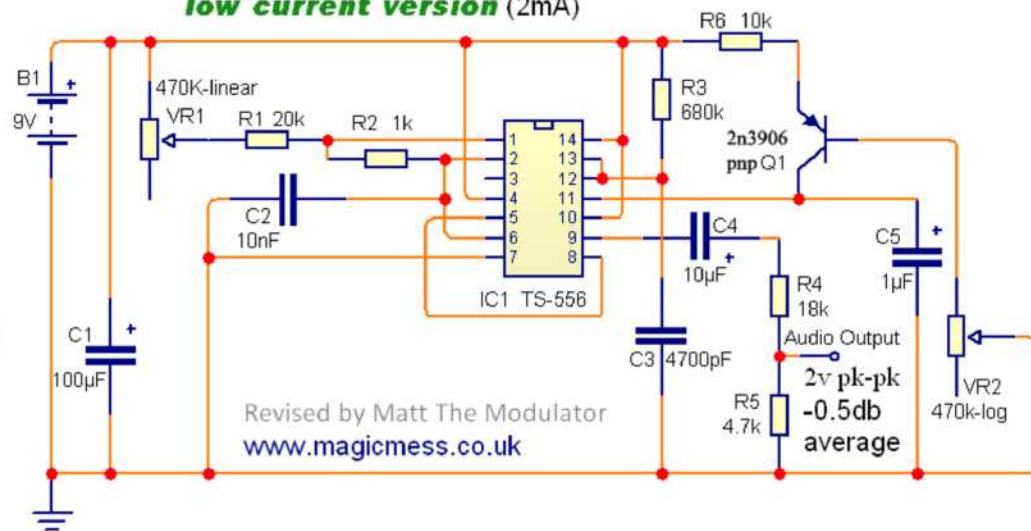 low current version (2mA)
R6 10k
B1
+
9V
470K-linear
VR1
R1 20k
R2 1k
R3
680k
2n3906
pnp Q1
1
2
3
4
5
6
7
14
13
12
11
10
9
8
IC1 TS-556
C2
10nF
C4
10µF
+
C5
+
1µF
R4
18k
C1
+
100µF
C3 4700pF
Audio Output
2v pk-pk
-0.5db
average
R5
4.7k
VR2
470k-log
Revised by Matt The Modulator
www.magicmess.co.uk